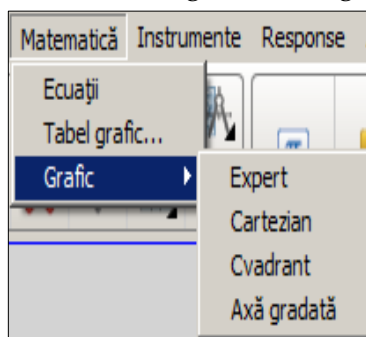 Matematică Instrumente Response
Ecuaţii
Tabel grafic...
Grafic
Expert
Cartezian
Cvadrant
Axă gradată